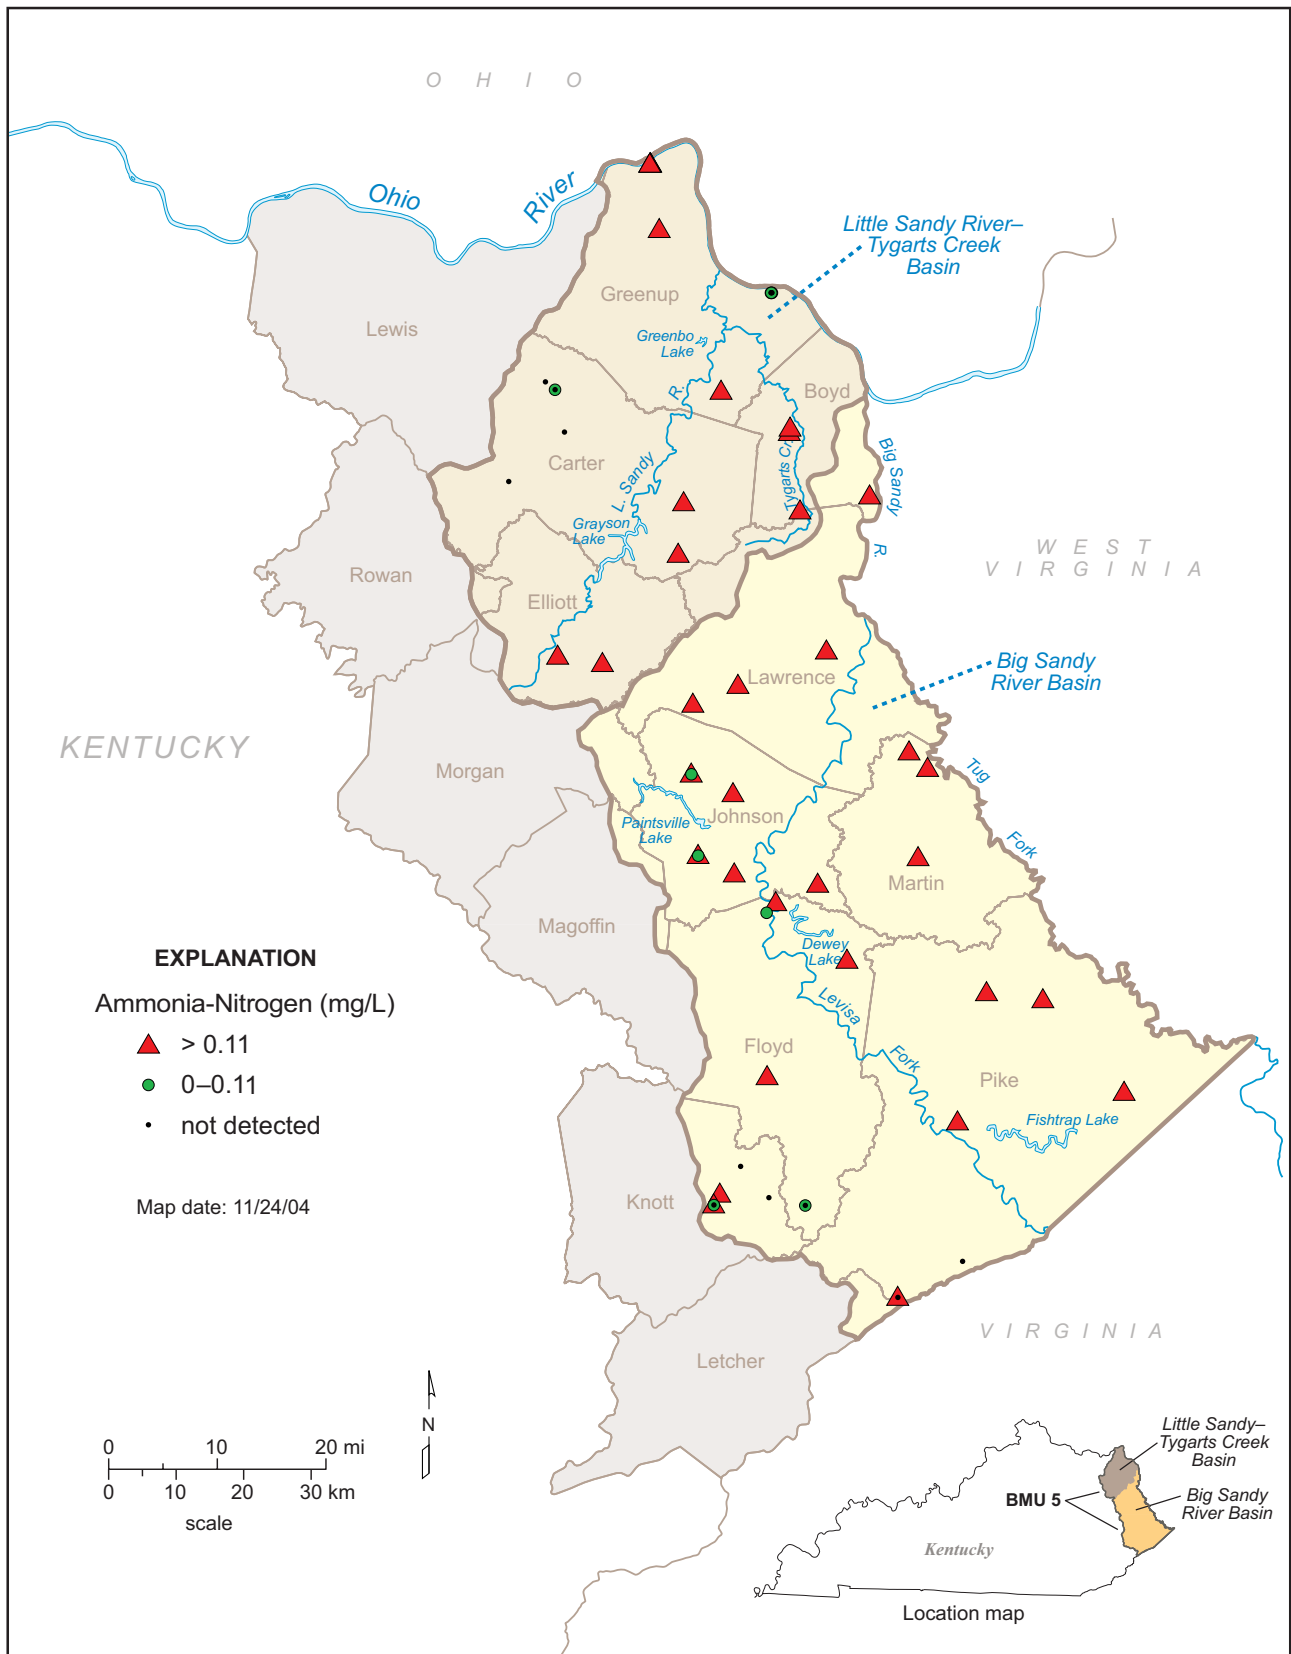 O H I O
Ohio
River
Little Sandy River–
Tygarts Creek
Basin
Greenup
Lewis
Greenbo
Lake
R.
Boyd
Big Sandy
Carter
L. Sandy
Tygarts Cr.
Grayson
Lake
R.
W E S T
V I R G I N I A
Rowan
Elliott
Lawrence
Big Sandy
River Basin
KENTUCKY
Morgan
Tug
Paintsville
Lake
Johnson
Fork
Martin
Magoffin
Dewey
Lake
EXPLANATION
Ammonia-Nitrogen (mg/L)
> 0.11
0–0.11
not detected
Map date: 11/24/04
Levisa
Floyd
Fork
Pike
Fishtrap Lake
Knott
V I R G I N I A
Letcher
N
0 10 20 mi
0 10 20 30 km
scale
Little Sandy–
Tygarts Creek
Basin
BMU 5
Big Sandy
River Basin
Kentucky
Location map